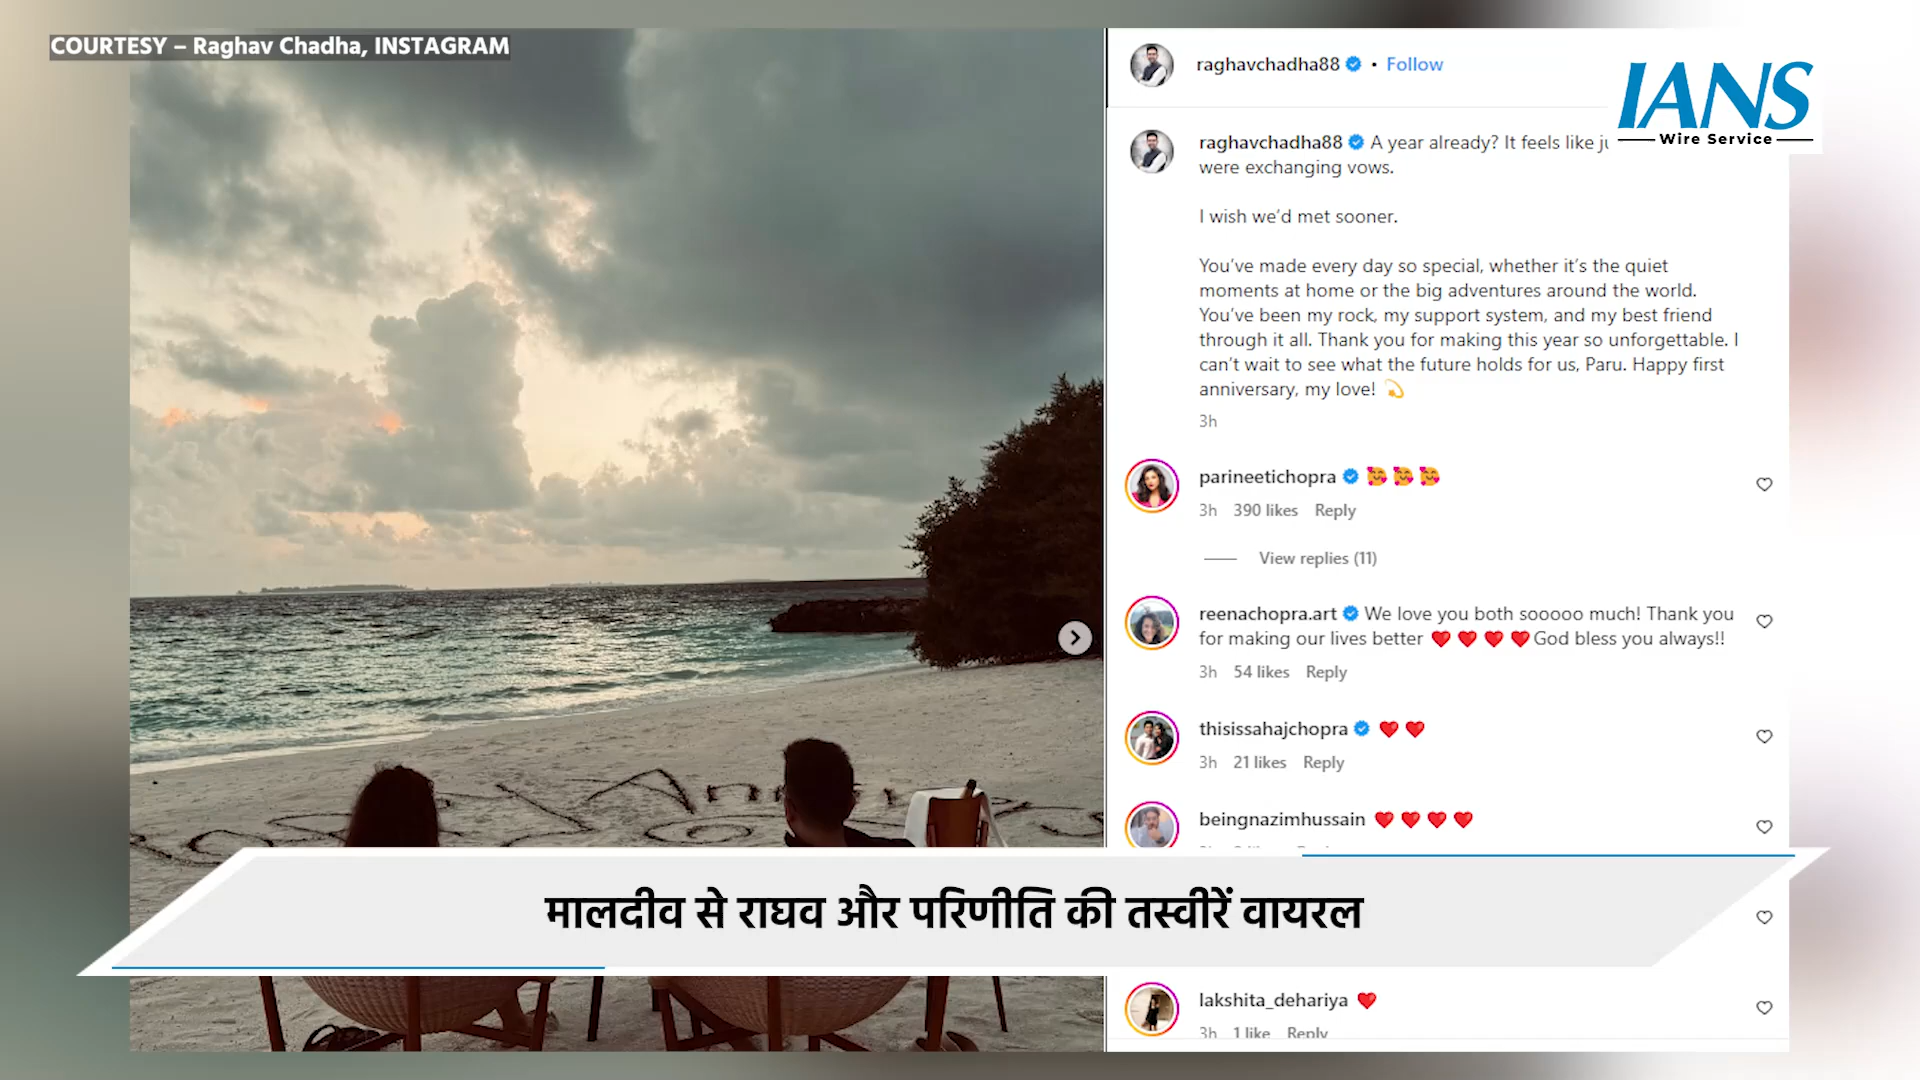 COURTESY – Raghav Chadha, INSTAGRAM
raghavchadha88 • Follow
IANS
Wire Service
raghavchadha88 A year already? It feels like
were exchanging vows.
I wish we’d met sooner.
You’ve made every day so special, whether it’s the quiet
moments at home or the big adventures around the world.
You’ve been my rock, my support system, and my best friend
through it all. Thank you for making this year so unforgettable. I
can’t wait to see what the future holds for us, Paru. Happy first
anniversary, my love! 💫
3h
parineetichopra 🥰🥰🥰
3h 390 likes Reply
View replies (11)
reenachopra.art We love you both sooooo much! Thank you
for making our lives better ❤️❤️❤️❤️God bless you always!!
3h 54 likes Reply
thisissahajchopra ❤️❤️
3h 21 likes Reply
beingnazimhussain ❤️❤️❤️❤️
मालदीव से राघव और परिणीति की तस्वीरें वायरल
lakshita_dehariya ❤️
3h 1 like Reply